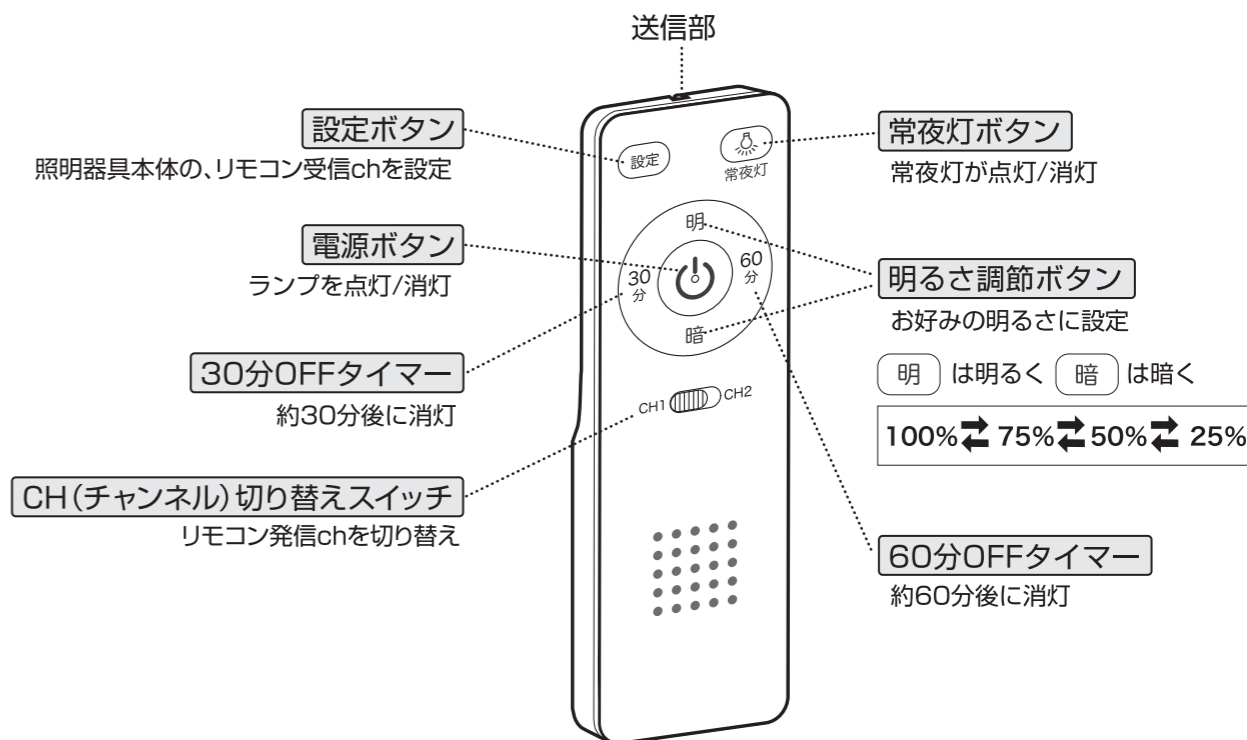 送信部
設定ボタン
照明器具本体の、リモコン受信chを設定
電源ボタン
ランプを点灯/消灯
30分OFFタイマー
約30分後に消灯
CH(チャンネル)切り替えスイッチ
リモコン発信chを切り替え
設定
常夜灯
明
30分
60分
暗
CH1
CH2
常夜灯ボタン
常夜灯が点灯/消灯
明るさ調節ボタン
お好みの明るさに設定
明 は明るく 暗 は暗く
100% 75% 50% 25%
60分OFFタイマー
約60分後に消灯